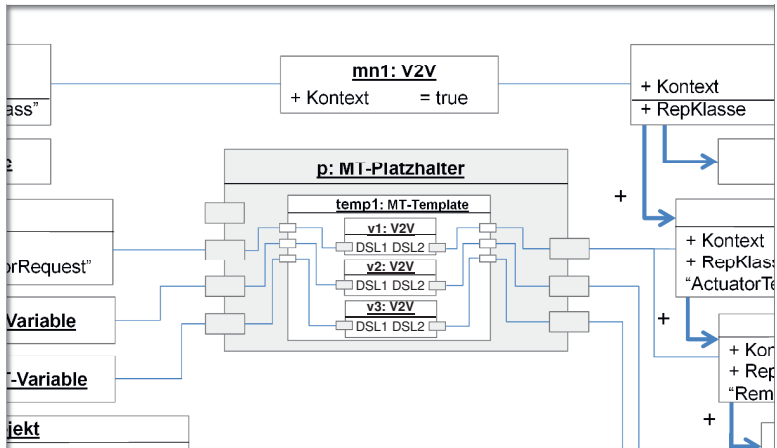 mn1: V2V
+ Kontext = true
+ Kontext
+ RepKlasse
ass”
p: MT-Platzhalter
temp1: MT-Template
v1: V2V
DSL1 DSL2
v2: V2V
DSL1 DSL2
v3: V2V
DSL1 DSL2
orRequest”
Variable
T-Variable
jekt
+
+ Kontext
+ RepKlass
“ActuatorTe
+
+ Kon
+ Rep
“Rem
+